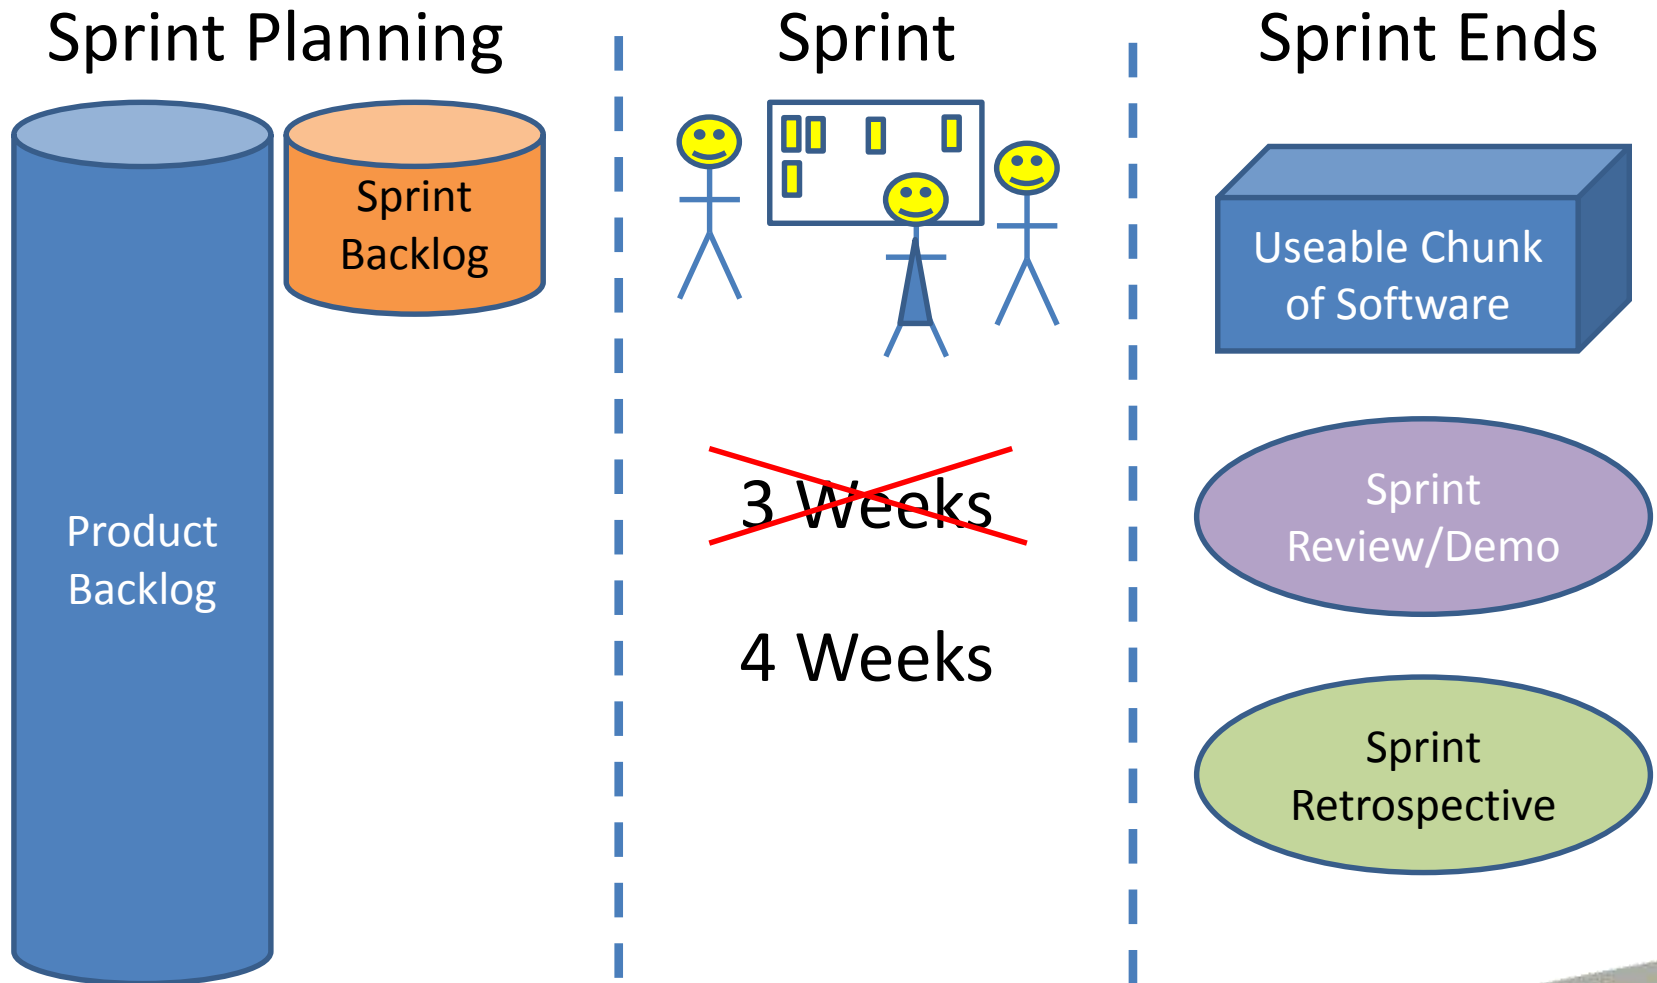 Sprint Planning
Sprint
Backlog
Product
Backlog
Sprint
3 Weeks
4 Weeks
Sprint Ends
Useable Chunk
of Software
Sprint
Review/Demo
Sprint
Retrospective